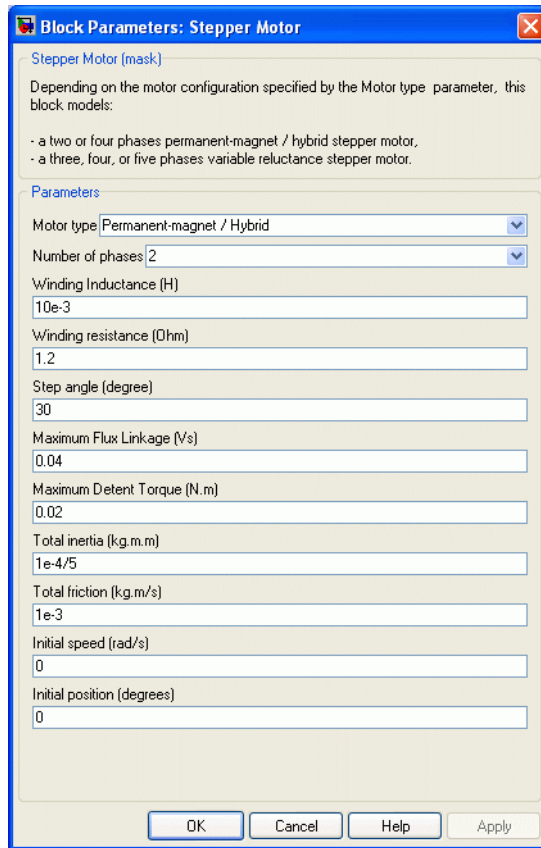 Block Parameters: Stepper Motor
Stepper Motor (mask)
Depending on the motor configuration specified by the Motor type parameter, this
block models:
- a two or four phases permanent-magnet / hybrid stepper motor,
- a three, four, or five phases variable reluctance stepper motor.
Parameters
Motor type Permanent-magnet / Hybrid
Number of phases 2
Winding Inductance (H)
10e-3
Winding resistance (Ohm)
1.2
Step angle (degree)
30
Maximum Flux Linkage (Vs)
0.04
Maximum Detent Torque (N.m)
0.02
Total inertia (kg.m.m)
1e-4/5
Total friction (kg.m/s)
1e-3
Initial speed (rad/s)
0
Initial position (degrees)
0
OK Cancel Help Apply